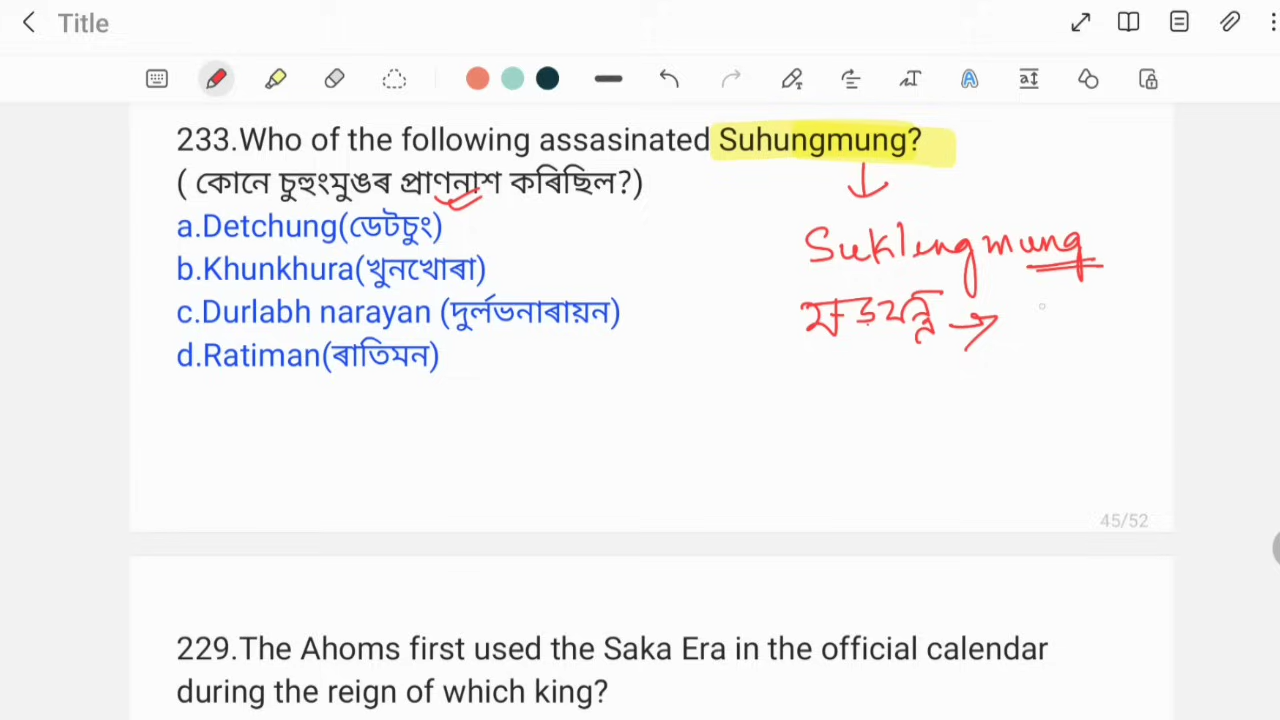 Title
233.Who of the following assasinated Suhungmung?
( কোনে চুহুংমুঙৰ প্ৰাণনাশ কৰিছিল?)
a.Detchung(ডেটচুং)
b.Khunkhura(খুনখোৰা)
c.Durlabh narayan (দুৰ্লভনাৰায়ন)
d.Ratiman(ৰাতিমন)
Suklengmung
45/52
229.The Ahoms first used the Saka Era in the official calendar
during the reign of which king?